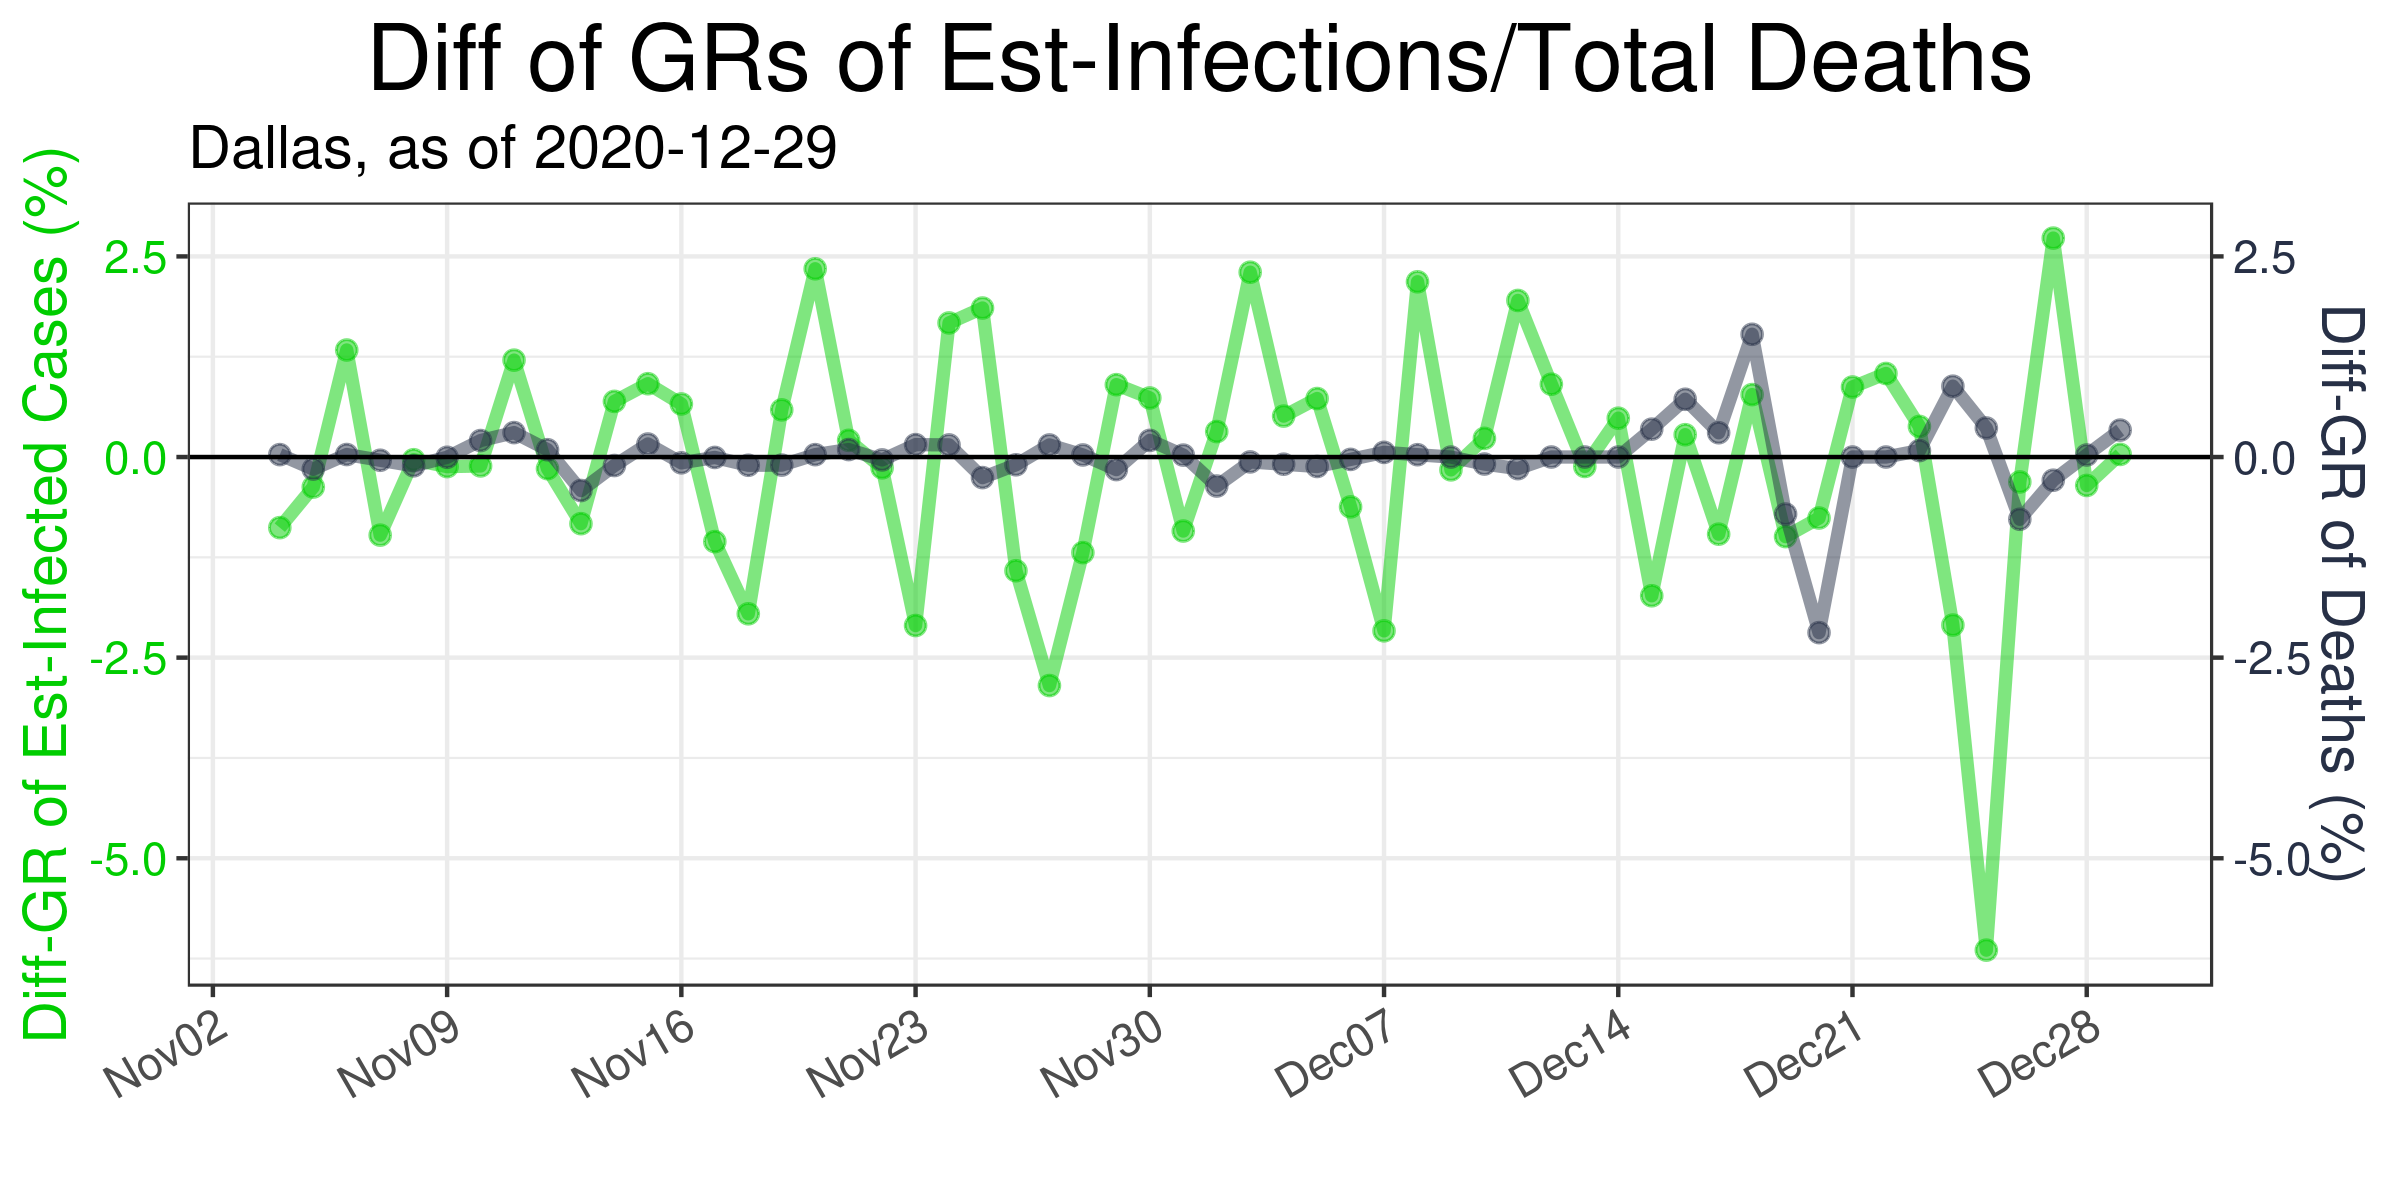 Diff of GRs of Est-Infections/Total Deaths
Dallas, as of 2020-12-29
Diff-GR of Est-Infected Cases (%)
2.5
0.0
-2.5
-5.0
2.5
0.0
-2.5
-5.0
Diff-GR of Deaths (%)
Nov02
Nov09
Nov16
Nov23
Nov30
Dec07
Dec14
Dec21
Dec28